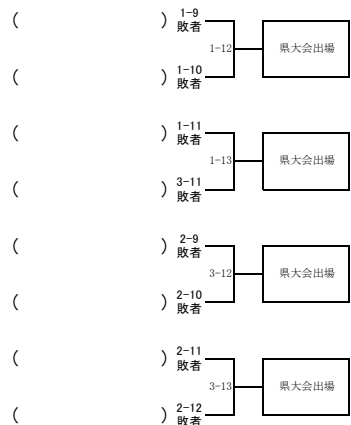 ( ) 1-9
敗者
1-12 県大会出場
( ) 1-10
敗者
( ) 1-11
敗者
1-13 県大会出場
( ) 3-11
敗者
( ) 2-9
敗者
3-12 県大会出場
( ) 2-10
敗者
( ) 2-11
敗者
3-13 県大会出場
( ) 2-12
敗者